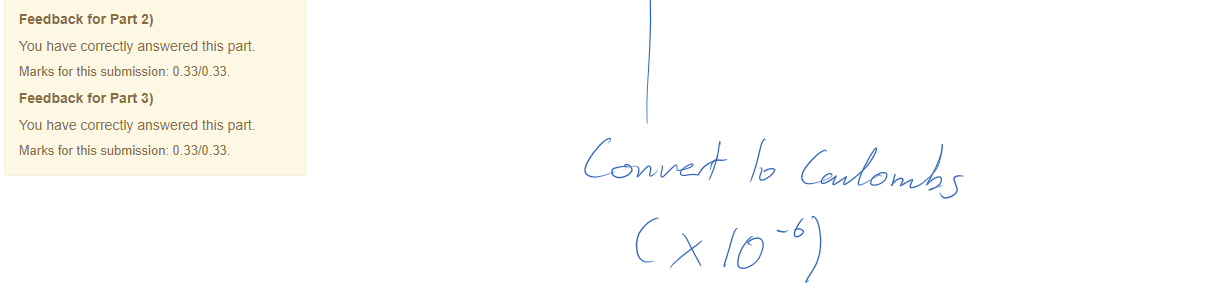 Feedback for Part 2)
You have correctly answered this part.
Marks for this submission: 0.33/0.33.
Feedback for Part 3)
You have correctly answered this part.
Marks for this submission: 0.33/0.33.
Convert to Coulombs
(× 10⁻⁶)